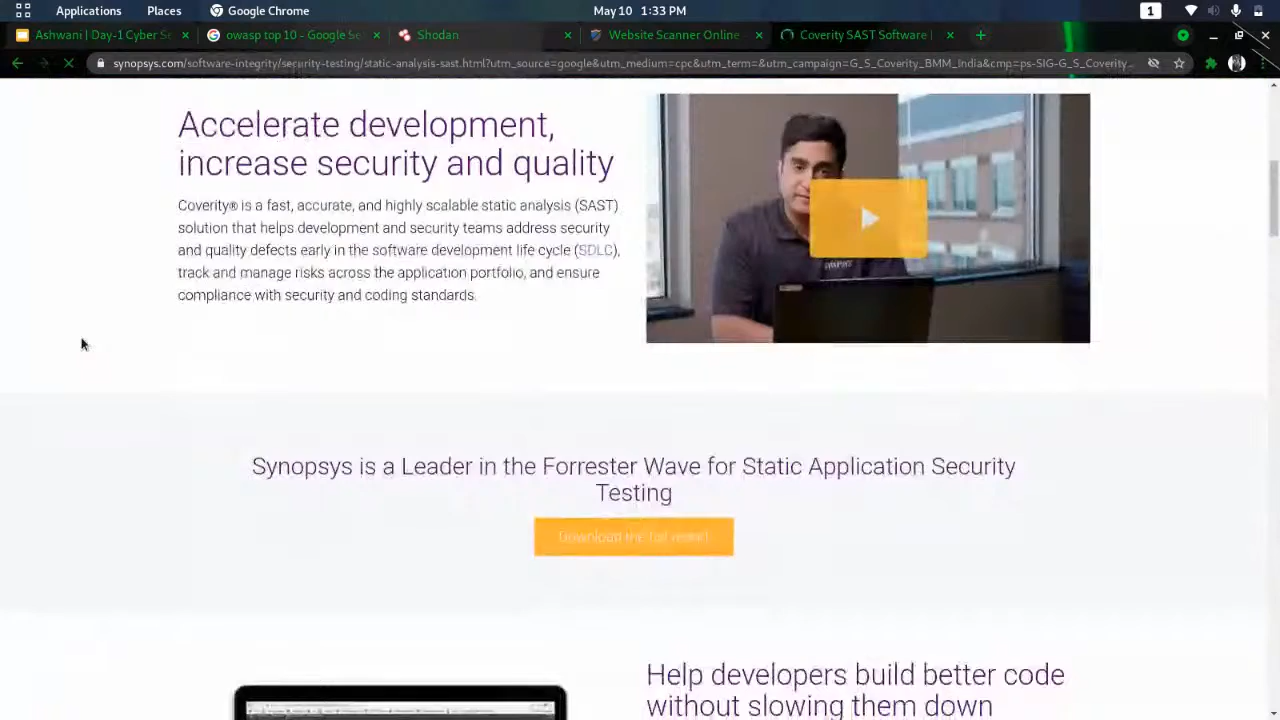 Applications Places Google Chrome May 10 1:33 PM 1
Ashwani | Day-1 Cyber Se owasp top 10 - Google Se Shodan Website Scanner Online - Coverity SAST Software |
synopsys.com/software-integrity/security-testing/static-analysis-sast.html?utm_source=google&utm_medium=cpc&utm_term=&utm_campaign=G_S_Coverity_BMM_India&cmp=ps-SIG-G_S_Coverity...
Accelerate development,
increase security and quality
Coverity® is a fast, accurate, and highly scalable static analysis (SAST)
solution that helps development and security teams address security
and quality defects early in the software development life cycle (SDLC),
track and manage risks across the application portfolio, and ensure
compliance with security and coding standards.
Synopsys is a Leader in the Forrester Wave for Static Application Security
Testing
Download the full report
Help developers build better code
without slowing them down